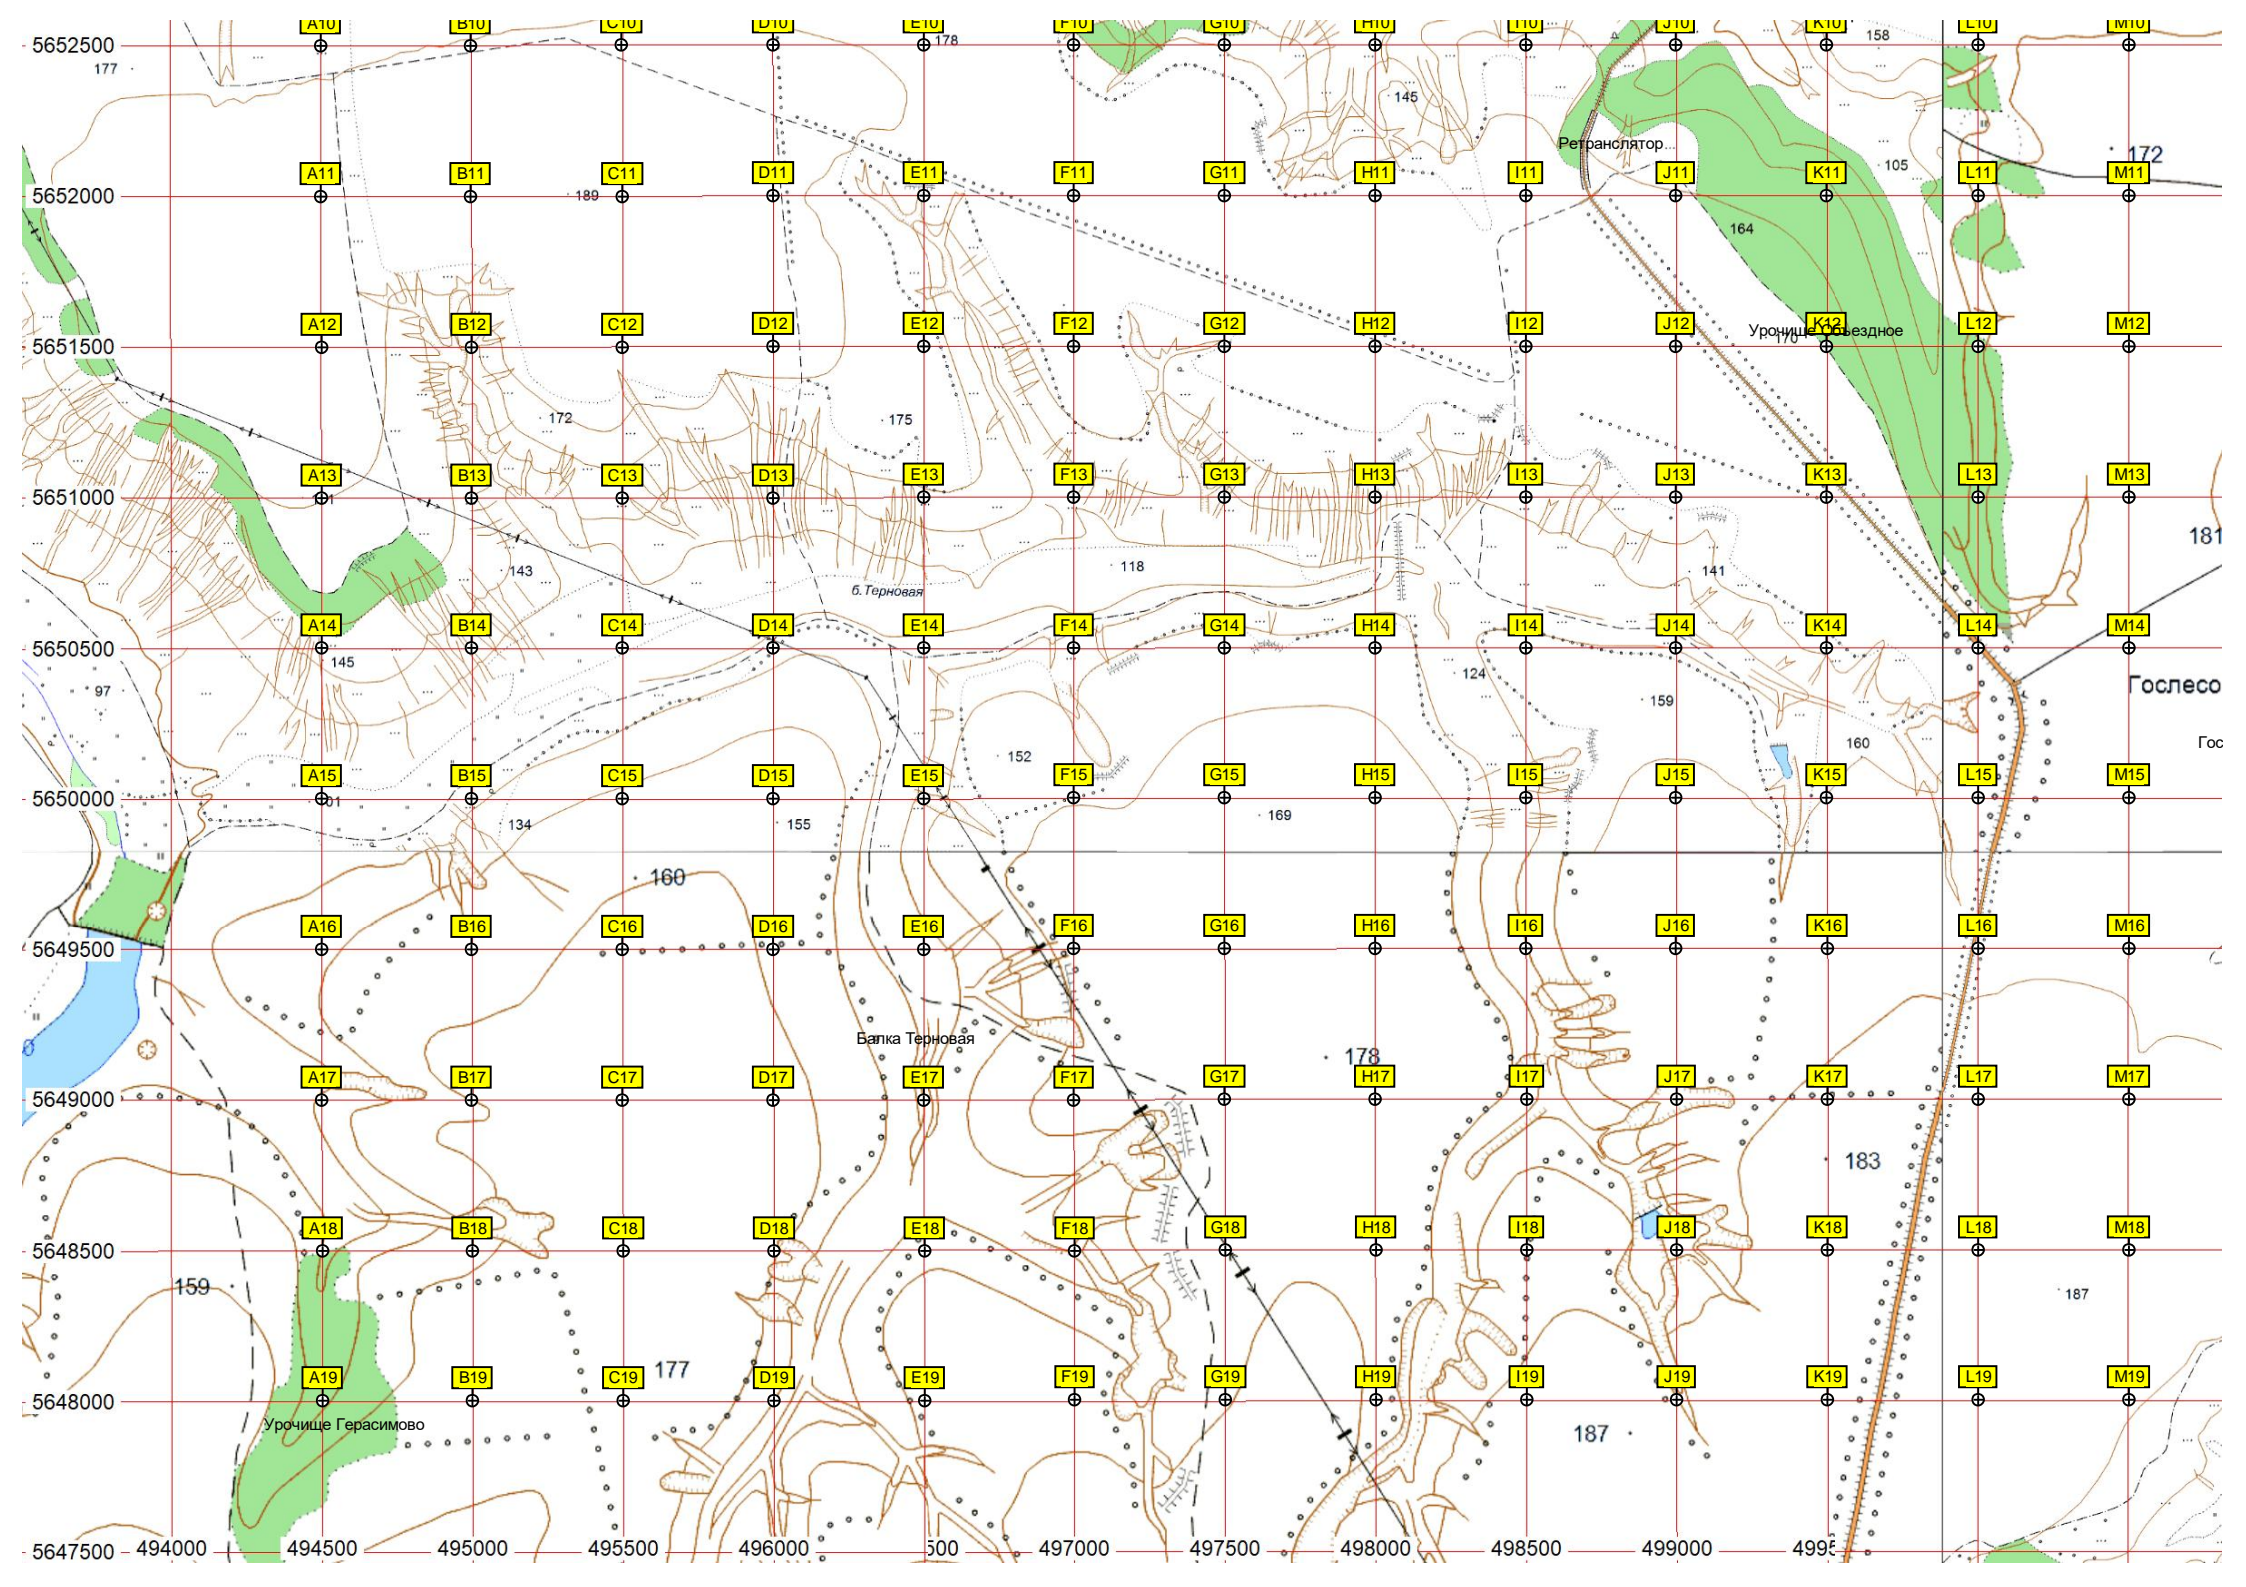 A10 B10 C10 D10 E10 F10 G10 H10 I10 J10 K10 L10 M10
5652500 178 158
177 145
Ретранслятор 105 172
A11 B11 C11 D11 E11 F11 G11 H11 I11 J11 K11 L11 M11
5652000 189
164
A12 B12 C12 D12 E12 F12 G12 H12 I12 J12 K12 L12 M12
Урочище Объездное
5651500 170
172 175
A13 B13 C13 D13 E13 F13 G13 H13 I13 J13 K13 L13 M13
5651000
181
143 118 141
б.Терновая
A14 B14 C14 D14 E14 F14 G14 H14 I14 J14 K14 L14 M14
5650500
145
97 124 159 Гослесо
152 160 Гос
A15 B15 C15 D15 E15 F15 G15 H15 I15 J15 K15 L15 M15
5650000
134 155 169
160
A16 B16 C16 D16 E16 F16 G16 H16 I16 J16 K16 L16 M16
5649500
Балка Терновая
178
A17 B17 C17 D17 E17 F17 G17 H17 I17 J17 K17 L17 M17
5649000
183
A18 B18 C18 D18 E18 F18 G18 H18 I18 J18 K18 L18 M18
5648500
159 187
177
A19 B19 C19 D19 E19 F19 G19 H19 I19 J19 K19 L19 M19
5648000
Урочище Герасимово
187
5647500 494000 494500 495000 495500 496000 500 497000 497500 498000 498500 499000 4995